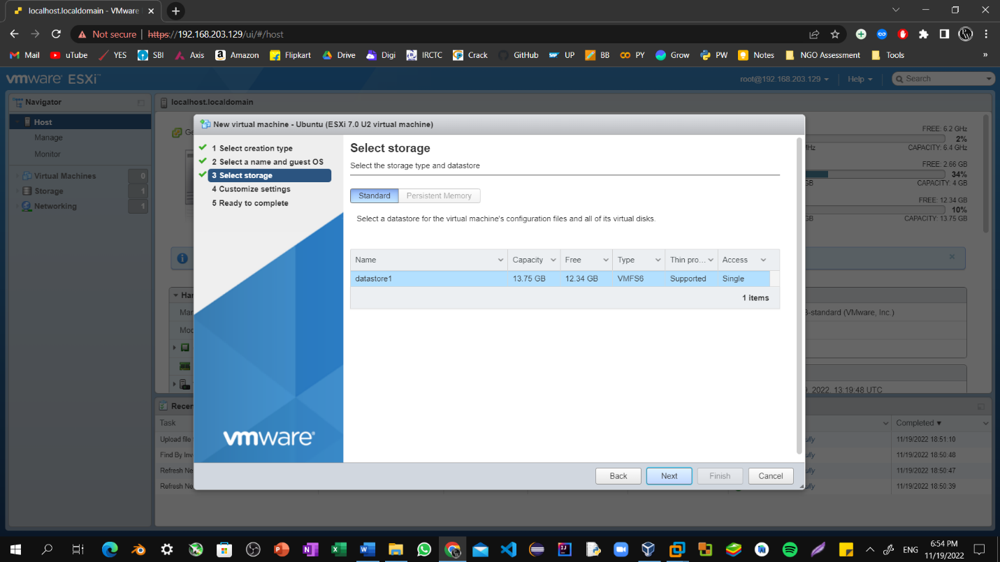 localhost.localdomain - VMware
Not secure | https://192.168.203.129/ui/#/host
Mail uTube YES SBI Axis Amazon Flipkart Drive Digi IRCTC Crack GitHub UP BB PY Grow PW Notes NGO Assessment Tools »
vmware ESXi™
root@192.168.203.129 Help Search
Navigator
localhost.localdomain
Host
Manage
Monitor
Virtual Machines 0
Storage 1
Networking 1
FREE: 6.2 GHz
2%
CAPACITY: 6.4 GHz
FREE: 2.66 GB
34%
CAPACITY: 4 GB
FREE: 12.34 GB
10%
CAPACITY: 13.75 GB
New virtual machine - Ubuntu (ESXi 7.0 U2 virtual machine)
1 Select creation type
2 Select a name and guest OS
3 Select storage
4 Customize settings
5 Ready to complete
vmware®
Select storage
Select the storage type and datastore
Standard Persistent Memory
Select a datastore for the virtual machine's configuration files and all of its virtual disks.
Name Capacity Free Type Thin pro... Access
datastore1 13.75 GB 12.34 GB VMFS6 Supported Single
1 items
Back Next Finish Cancel
-standard (VMware, Inc.)
2022, 13:19:48 UTC
Task
Completed ▼
Upload file
11/19/2022 18:51:10
Find By Inv
11/19/2022 18:50:48
Refresh Ne
11/19/2022 18:50:47
Refresh Ne
11/19/2022 18:50:39
ENG
6:54 PM
11/19/2022